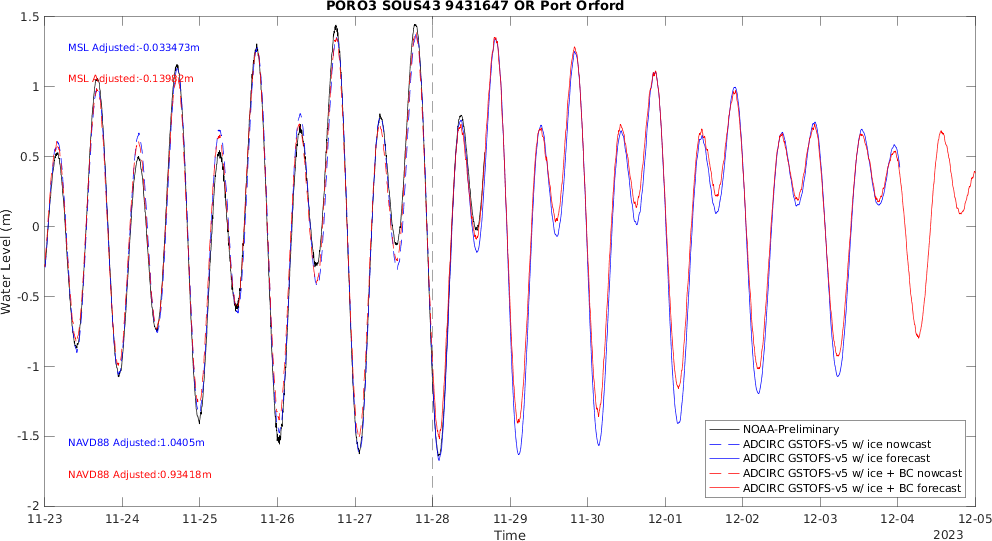 PORO3 SOUS43 9431647 OR Port Orford
MSL Adjusted:-0.033473m
MSL Adjusted:-0.13982m
NAVD88 Adjusted:1.0405m
NAVD88 Adjusted:0.93418m
Water Level (m)
1.5
1
0.5
0
-0.5
-1
-1.5
-2
NOAA-Preliminary
ADCIRC GSTOFS-v5 w/ ice nowcast
ADCIRC GSTOFS-v5 w/ ice forecast
ADCIRC GSTOFS-v5 w/ ice + BC nowcast
ADCIRC GSTOFS-v5 w/ ice + BC forecast
11-23 11-24 11-25 11-26 11-27 11-28 11-29 11-30 12-01 12-02 12-03 12-04 12-05
Time
2023